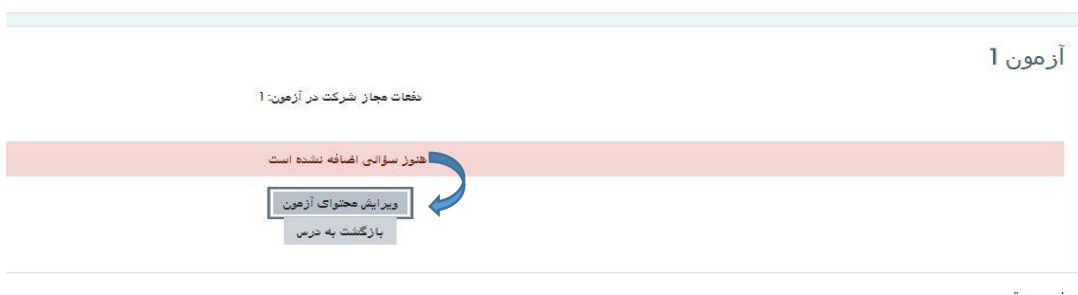 آزمون 1
دفعات مجاز شرکت در آزمون: 1
هنوز سؤالی اضافه نشده است
ویرایش محتوای آزمون
بازگشت به درس